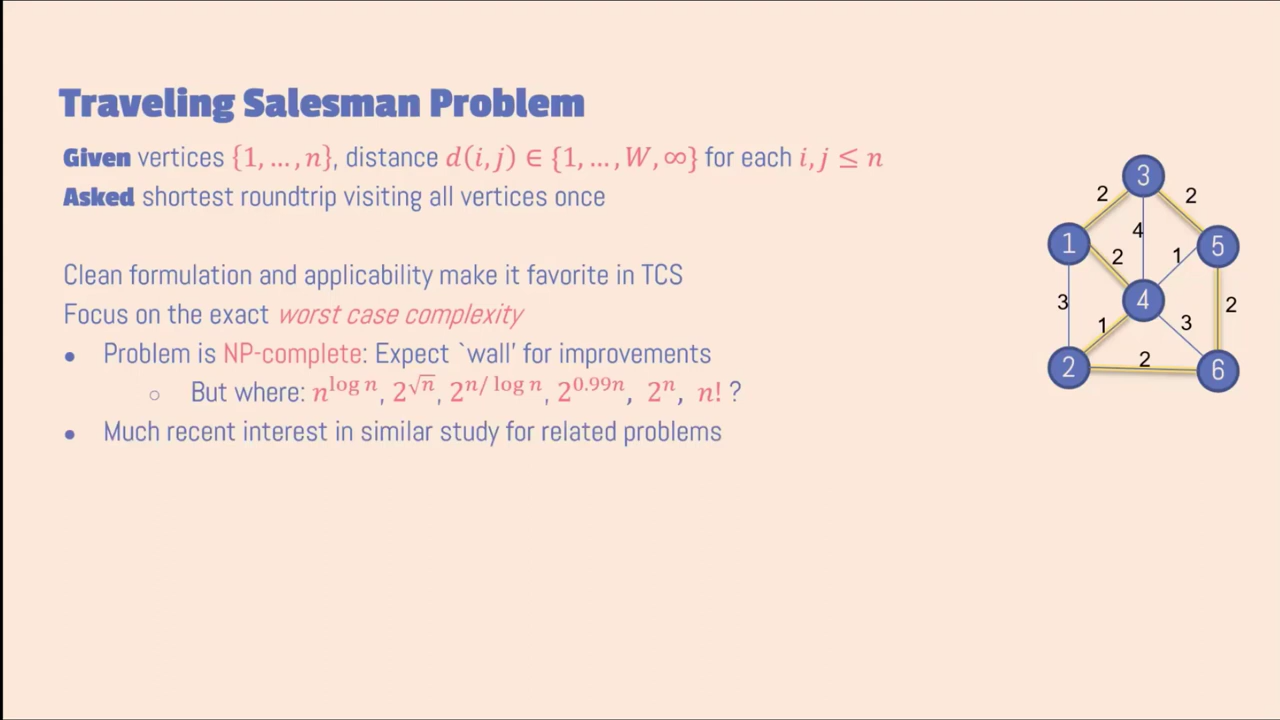 Traveling Salesman Problem
Given vertices {1, … , n}, distance d(i, j) ∈ {1, … , W, ∞} for each i, j ≤ n
Asked shortest roundtrip visiting all vertices once
Clean formulation and applicability make it favorite in TCS
Focus on the exact worst case complexity
● Problem is NP-complete: Expect `wall’ for improvements
○ But where: n^{log n}, 2^{√n}, 2^{n/ log n}, 2^{0.99n}, 2^n, n! ?
● Much recent interest in similar study for related problems
3
2
2
4
1
5
2
1
3
4
2
1
3
2
2
6